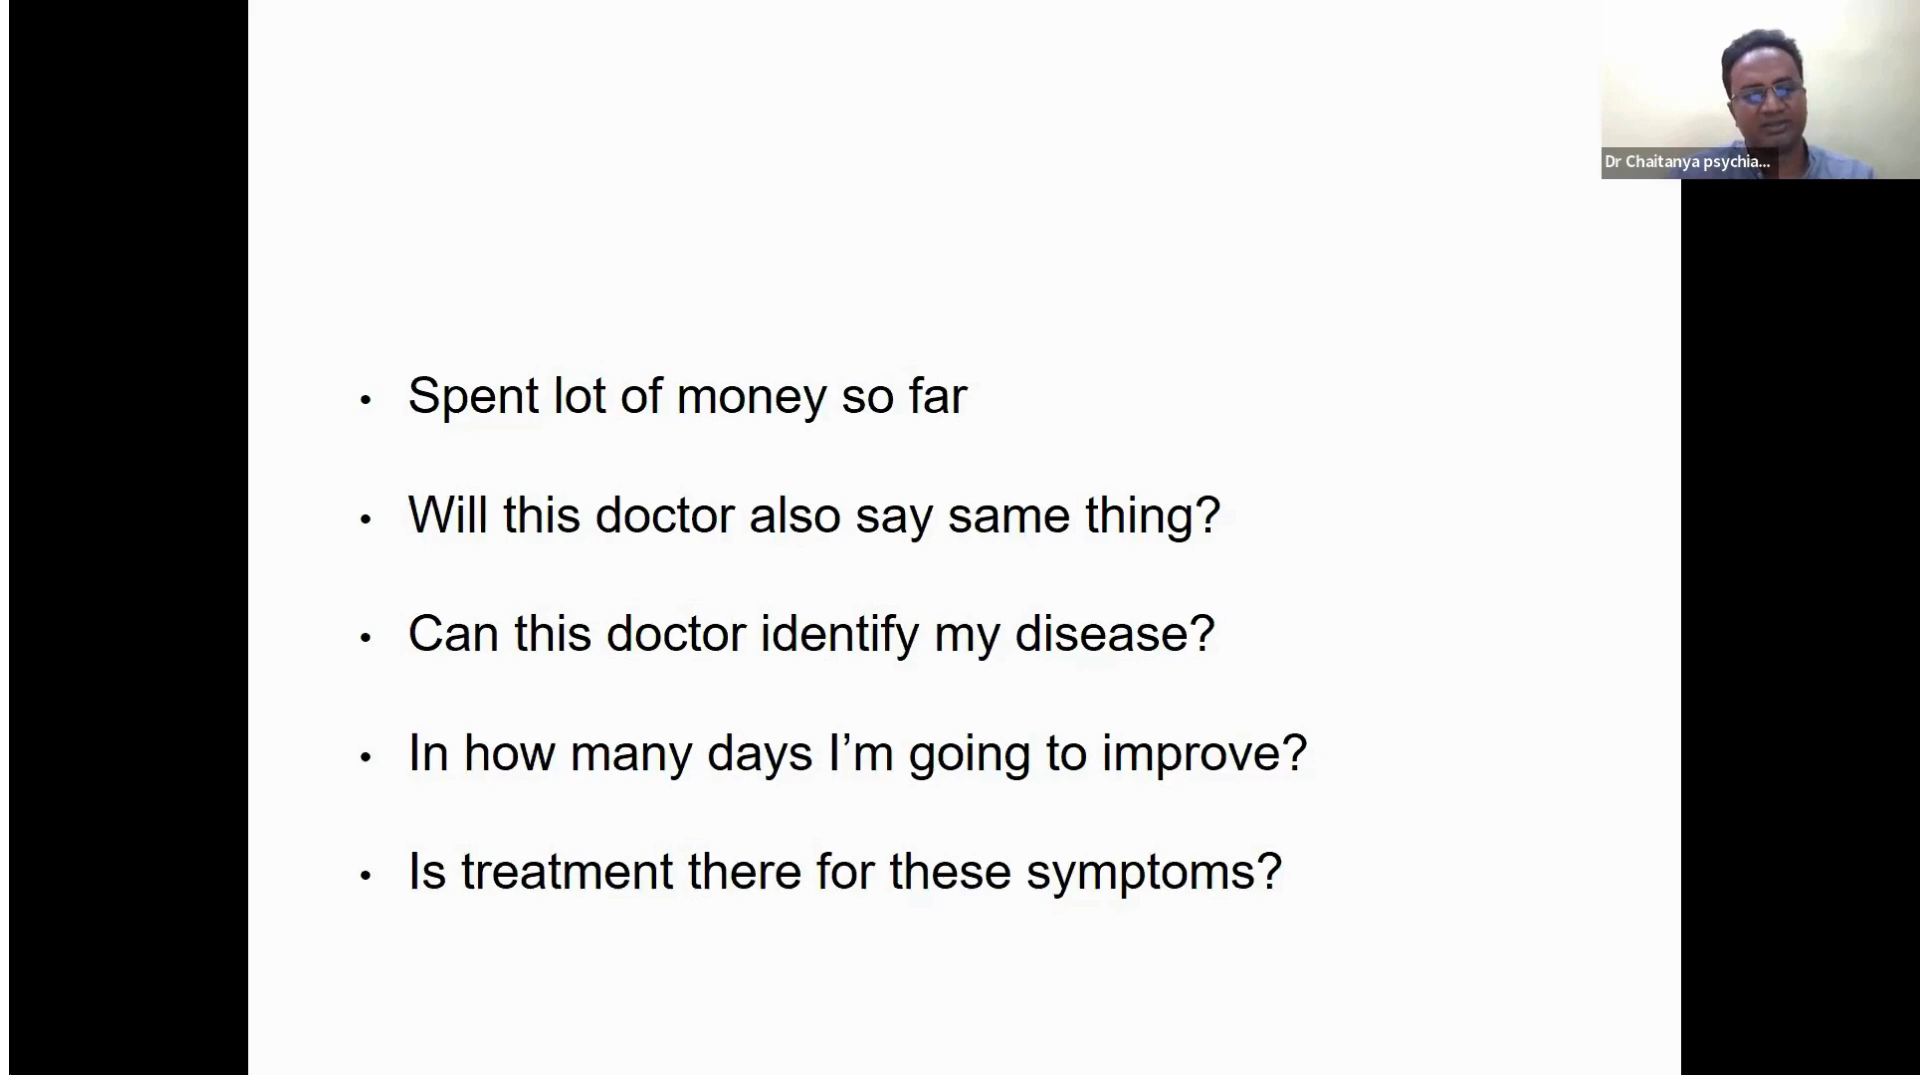 Dr Chaitanya psychia...
• Spent lot of money so far
• Will this doctor also say same thing?
• Can this doctor identify my disease?
• In how many days I’m going to improve?
• Is treatment there for these symptoms?